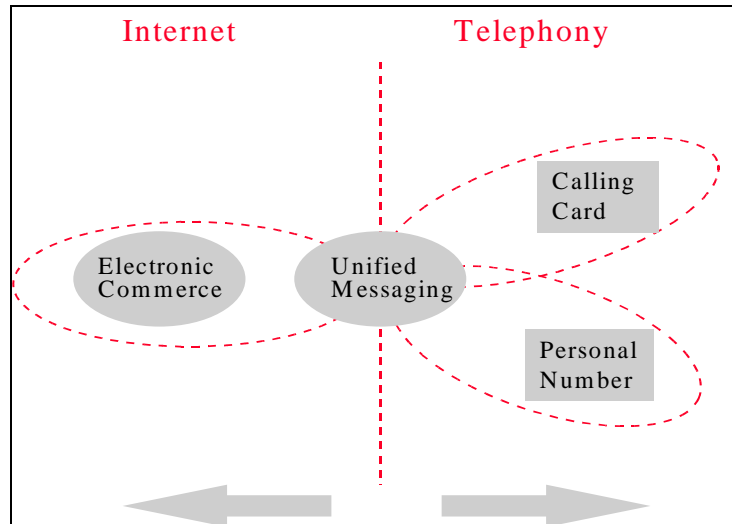 Internet
Telephony
Calling
Card
Electronic
Commerce
Unified
Messaging
Personal
Number